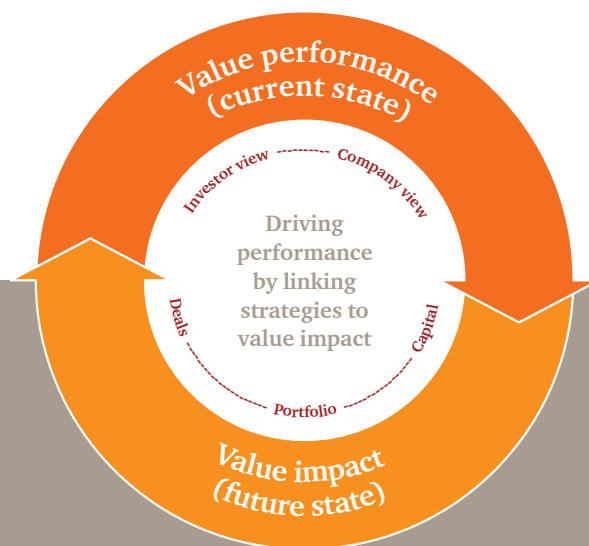 Value performance
(current state)
Investor view
Company view
Driving
performance
by linking
strategies to
value impact
Deals
Portfolio
Capital
Value impact
(future state)